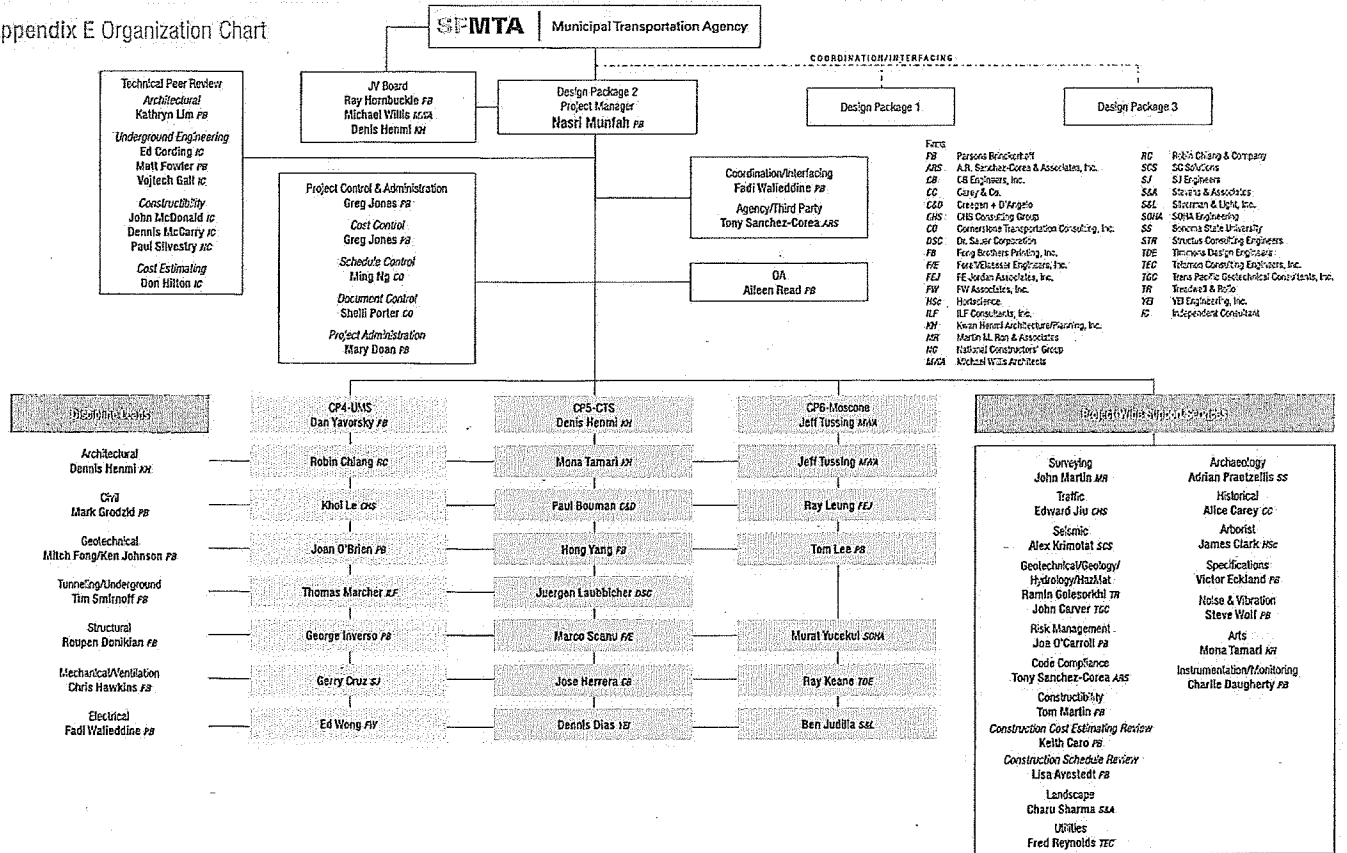 ppendix E Organization Chart
SFMTA Municipal Transportation Agency
COORDINATION/INTERFACING
Technical Peer Review
Architectural
Kathryn Lim PB
Underground Engineering
Ed Cording IC
Matt Fowler PB
Vojtech Gall IC
Constructibility
John McDonald IC
Dennis McCarry IC
Paul Silvestry NC
Cost Estimating
Don Hilton IC
JV Board
Ray Hornbuckle PB
Michael Willis MWA
Denis Henmi KH
Design Package 2
Project Manager
Nasri Munfah PB
Design Package 1
Design Package 3
Project Control & Administration
Greg Jones PB
Cost Control
Greg Jones PB
Schedule Control
Ming Ng CO
Document Control
Shelli Porter CO
Project Administration
Mary Doan PB
Coordination/Interfacing
Fadi Walieddine PB
Agency/Third Party
Tony Sanchez-Corea ARS
QA
Aileen Read PB
Firms
PB Parsons Brinckerhoff
ARS A.R. Sanchez-Corea & Associates, Inc.
CB CB Engineers, Inc.
CC Carey & Co.
C&D Creegan + D'Angelo
CHS CHS Consulting Group
CO Cornerstone Transportation Consulting, Inc.
DSC Dr. Sauer Corporation
FB Fong Brothers Printing, Inc.
F/E Forell/Elsesser Engineers, Inc.
FEJ FE Jordan Associates, Inc.
FW FW Associates, Inc.
HSc Hortscience
ILF ILF Consultants, Inc.
KH Kwan Henmi Architecture/Planning, Inc.
MR Martin M. Ron & Associates
NC National Constructors' Group
MWA Michael Willis Architects
RC Robin Chiang & Company
SCS SC Solutions
SJ SJ Engineers
S&A Stevens & Associates
S&L Silverman & Light, Inc.
SOHA SOHA Engineering
SS Sonoma State University
STR Structus Consulting Engineers
TDE Timmons Design Engineers
TEC Telamon Consulting Engineers, Inc.
TGC Trans Pacific Geotechnical Consultants, Inc.
TR Treadwell & Rollo
YEI YEI Engineering, Inc.
IC Independent Consultant
Discipline Leads
CP4-UMS
Dan Yavorsky PB
CP5-CTS
Denis Henmi KH
CP6-Moscone
Jeff Tussing MWA
Project-Wide Support Services
Architectural
Dennis Henmi KH
Robin Chiang RC
Mona Tamari KH
Jeff Tussing MWA
Civil
Mark Grodzki PB
Khoi Le CHS
Paul Bouman C&D
Ray Leung FEJ
Geotechnical
Mitch Fong/Ken Johnson PB
Joan O'Brien PB
Hong Yang PB
Tom Lee PB
Tunneling/Underground
Tim Smirnoff PB
Thomas Marcher ILF
Juergen Laubbicher DSC
Structural
Roupen Donikian PB
George Inverso PB
Marco Scanu F/E
Murat Yucekul SOHA
Mechanical/Ventilation
Chris Hawkins PB
Gerry Cruz SJ
Jose Herrera CB
Ray Keane TDE
Electrical
Fadi Walieddine PB
Ed Wong FW
Dennis Dias YEI
Ben Judilla S&L
Surveying
John Martin MR
Traffic
Edward Jiu CHS
Seismic
Alex Krimotat SCS
Geotechnical/Geology/
Hydrology/HazMat
Ramin Golesorkhi TR
John Carver TGC
Risk Management
Joe O'Carroll PB
Code Compliance
Tony Sanchez-Corea ARS
Constructibility
Tom Martin PB
Construction Cost Estimating Review
Keith Caro PB
Construction Schedule Review
Lisa Avestedt PB
Landscape
Charu Sharma S&A
Utilities
Fred Reynolds TEC
Archaeology
Adrian Praetzellis SS
Historical
Alice Carey CC
Arborist
James Clark HSc
Specifications
Victor Eckland PB
Noise & Vibration
Steve Wolf PB
Arts
Mona Tamari KH
Instrumentation/Monitoring
Charlie Daugherty PB